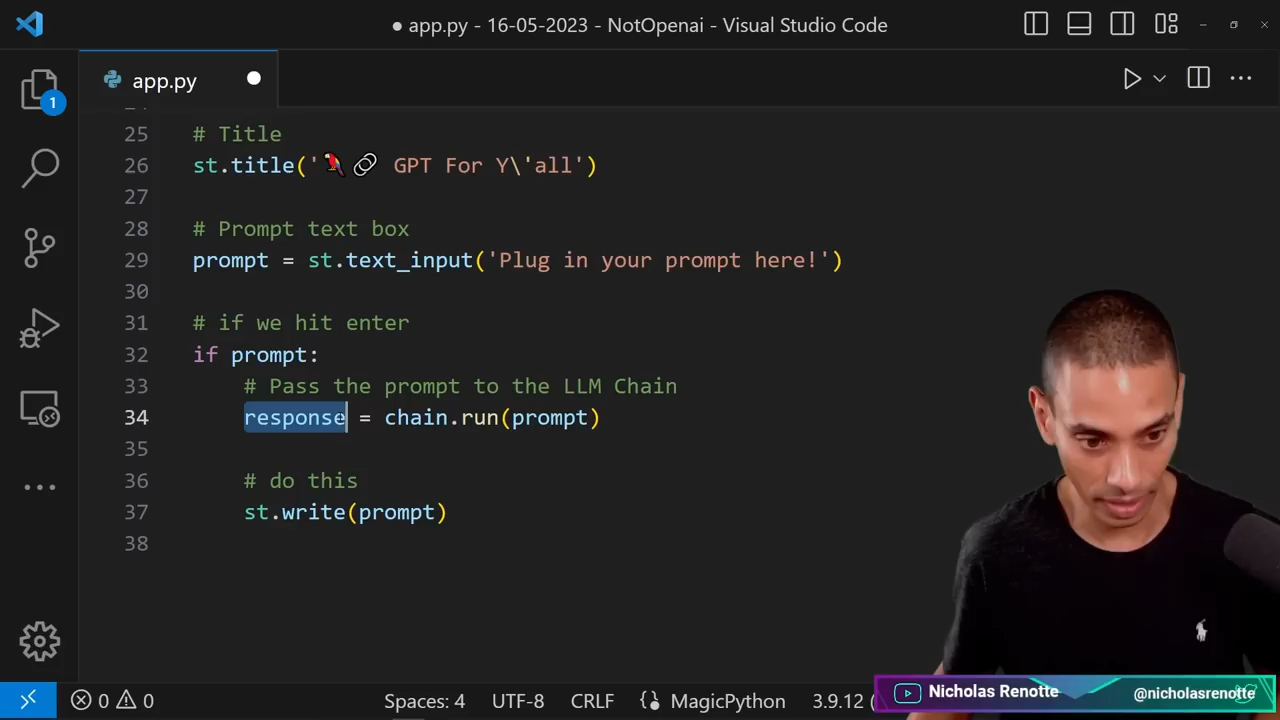 ● app.py - 16-05-2023 - NotOpenai - Visual Studio Code
1
app.py
25 # Title
26 st.title('🦜🔗 GPT For Y\'all')
27
28 # Prompt text box
29 prompt = st.text_input('Plug in your prompt here!')
30
31 # if we hit enter
32 if prompt:
33 # Pass the prompt to the LLM Chain
34 response = chain.run(prompt)
35
36 # do this
37 st.write(prompt)
38
0 0 Spaces: 4 UTF-8 CRLF MagicPython 3.9.12 (
Nicholas Renotte @nicholasrenotte